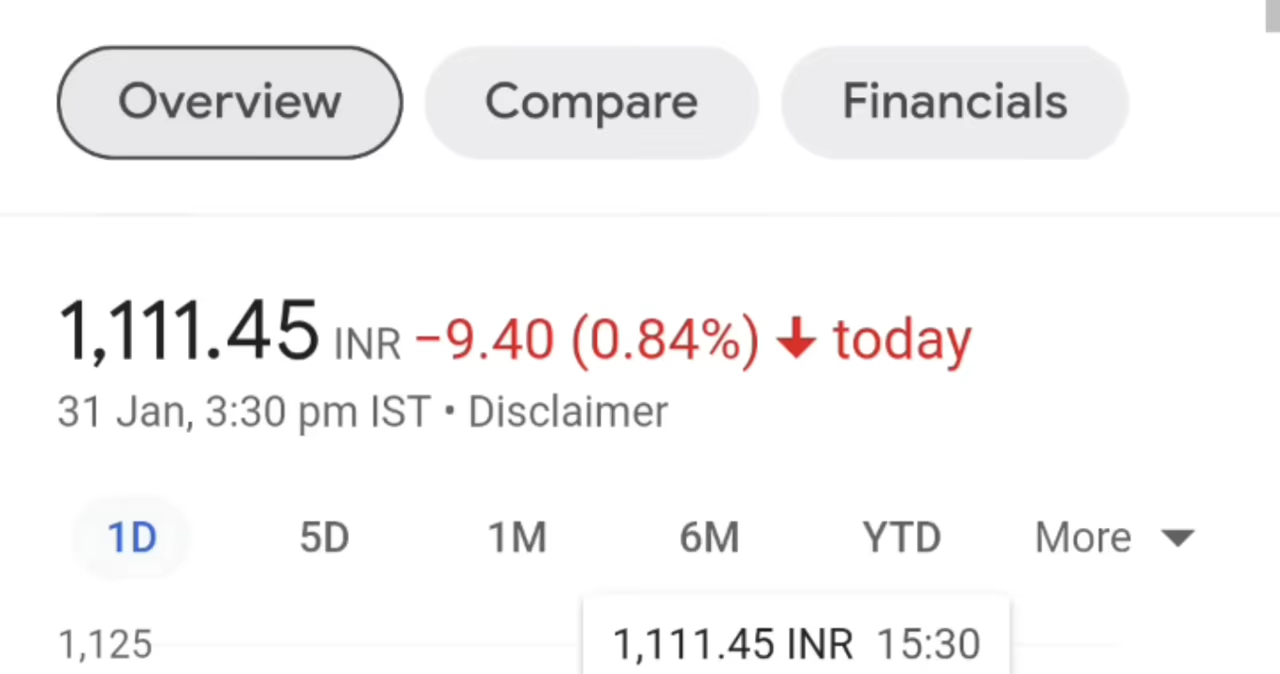 Overview Compare Financials
1,111.45 INR −9.40 (0.84%) ↓ today
31 Jan, 3:30 pm IST • Disclaimer
1D 5D 1M 6M YTD More
1,125 1,111.45 INR 15:30